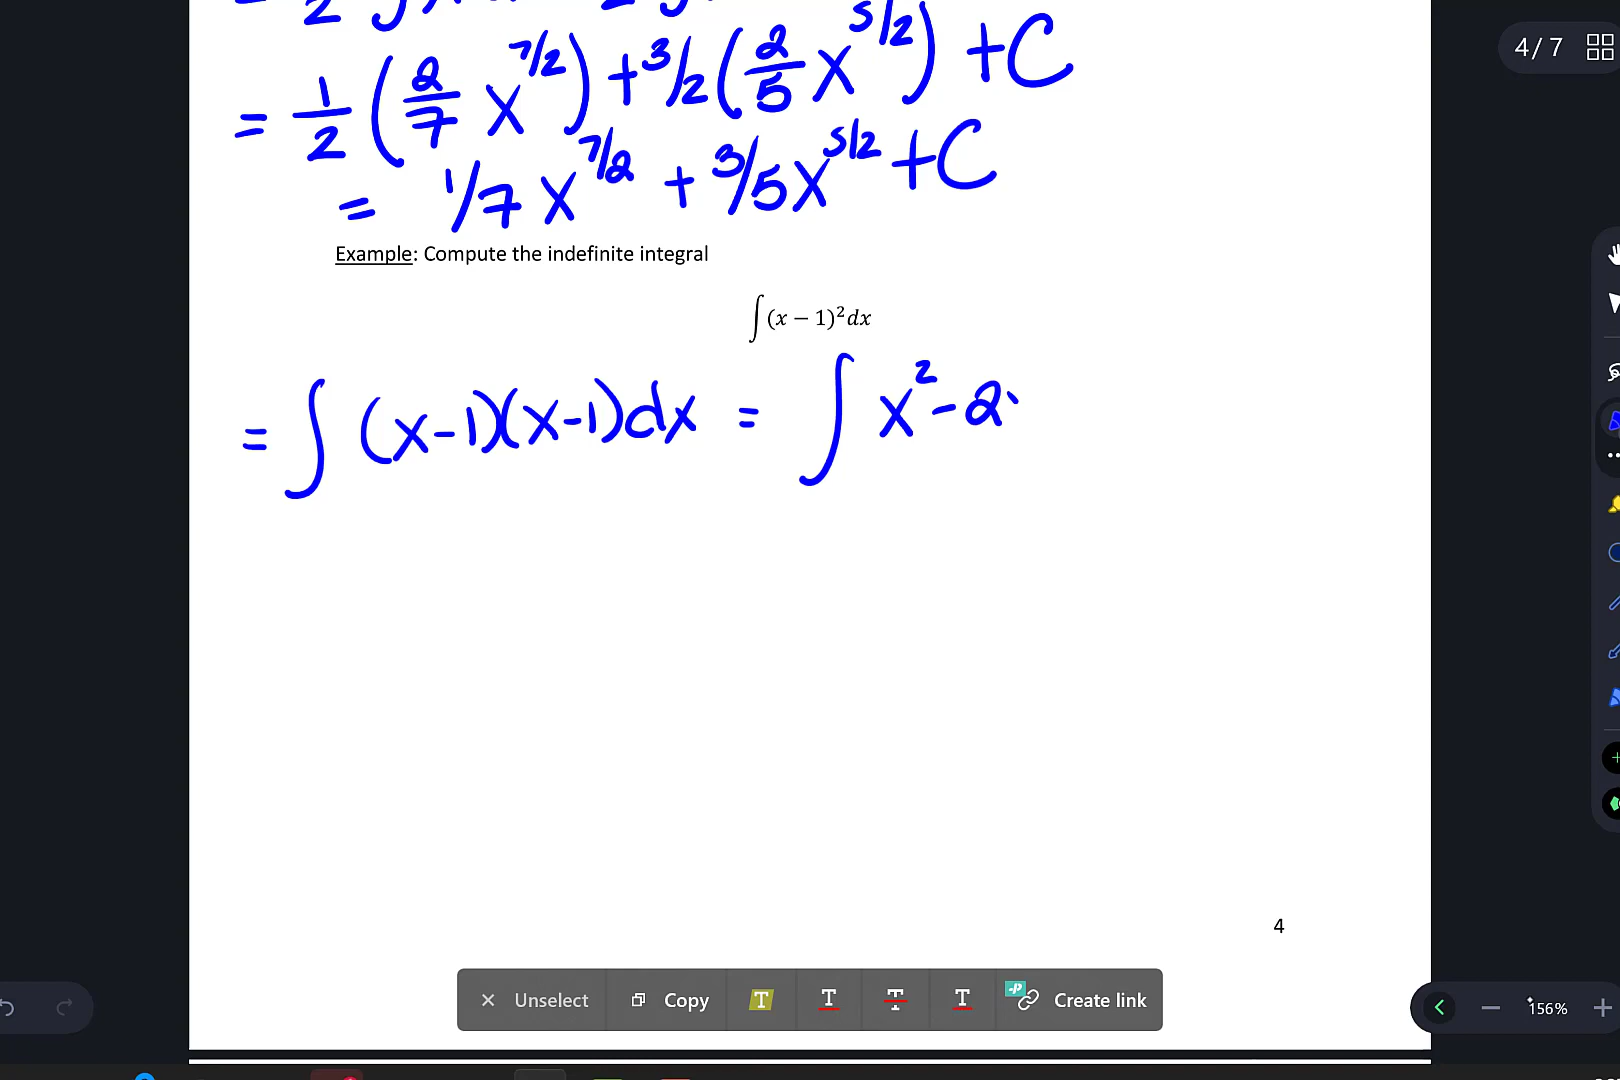 4 / 7
= 1/2 (2/7 x^7/2) + 3/2 (2/5 x^5/2) + C
= 1/7 x^7/2 + 3/5 x^5/2 + C
Example: Compute the indefinite integral
∫(x − 1)²dx
= ∫ (x-1)(x-1)dx = ∫ x² - 2
4
Unselect Copy T T T T Create link
156%